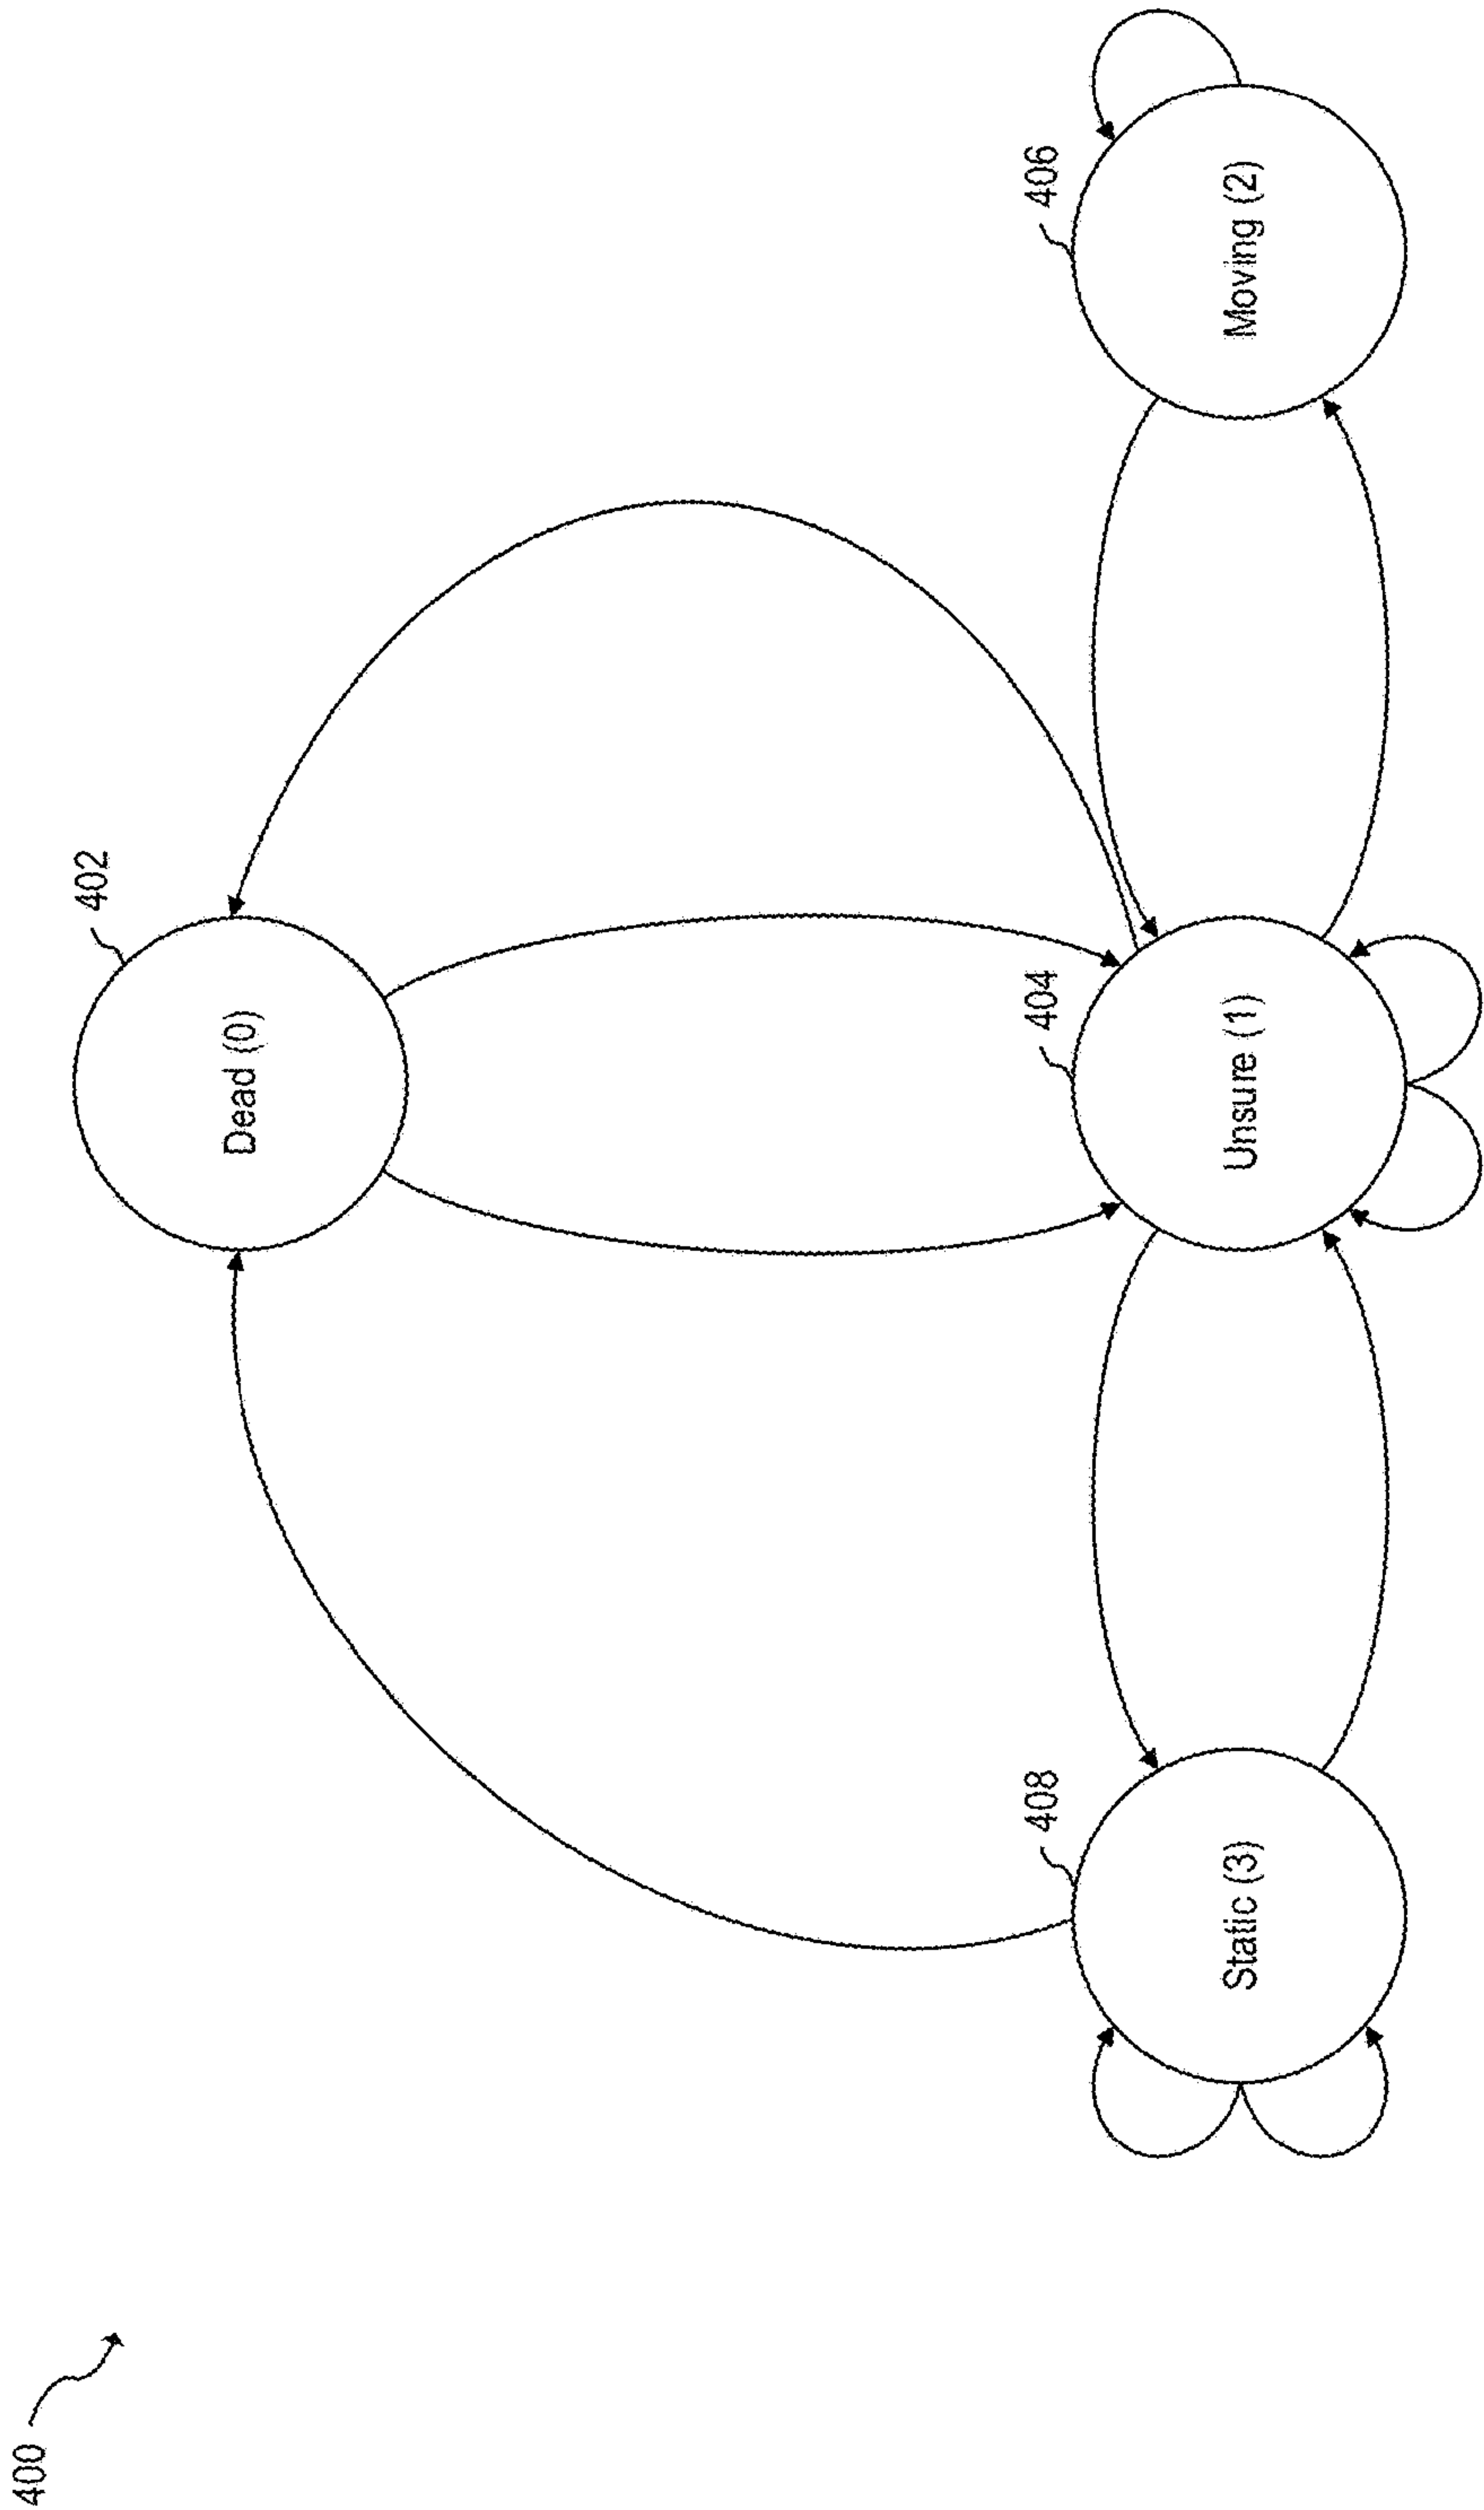 400
402
Dead (0)
408
404
406
Static (3)
Unsure (1)
Moving (2)